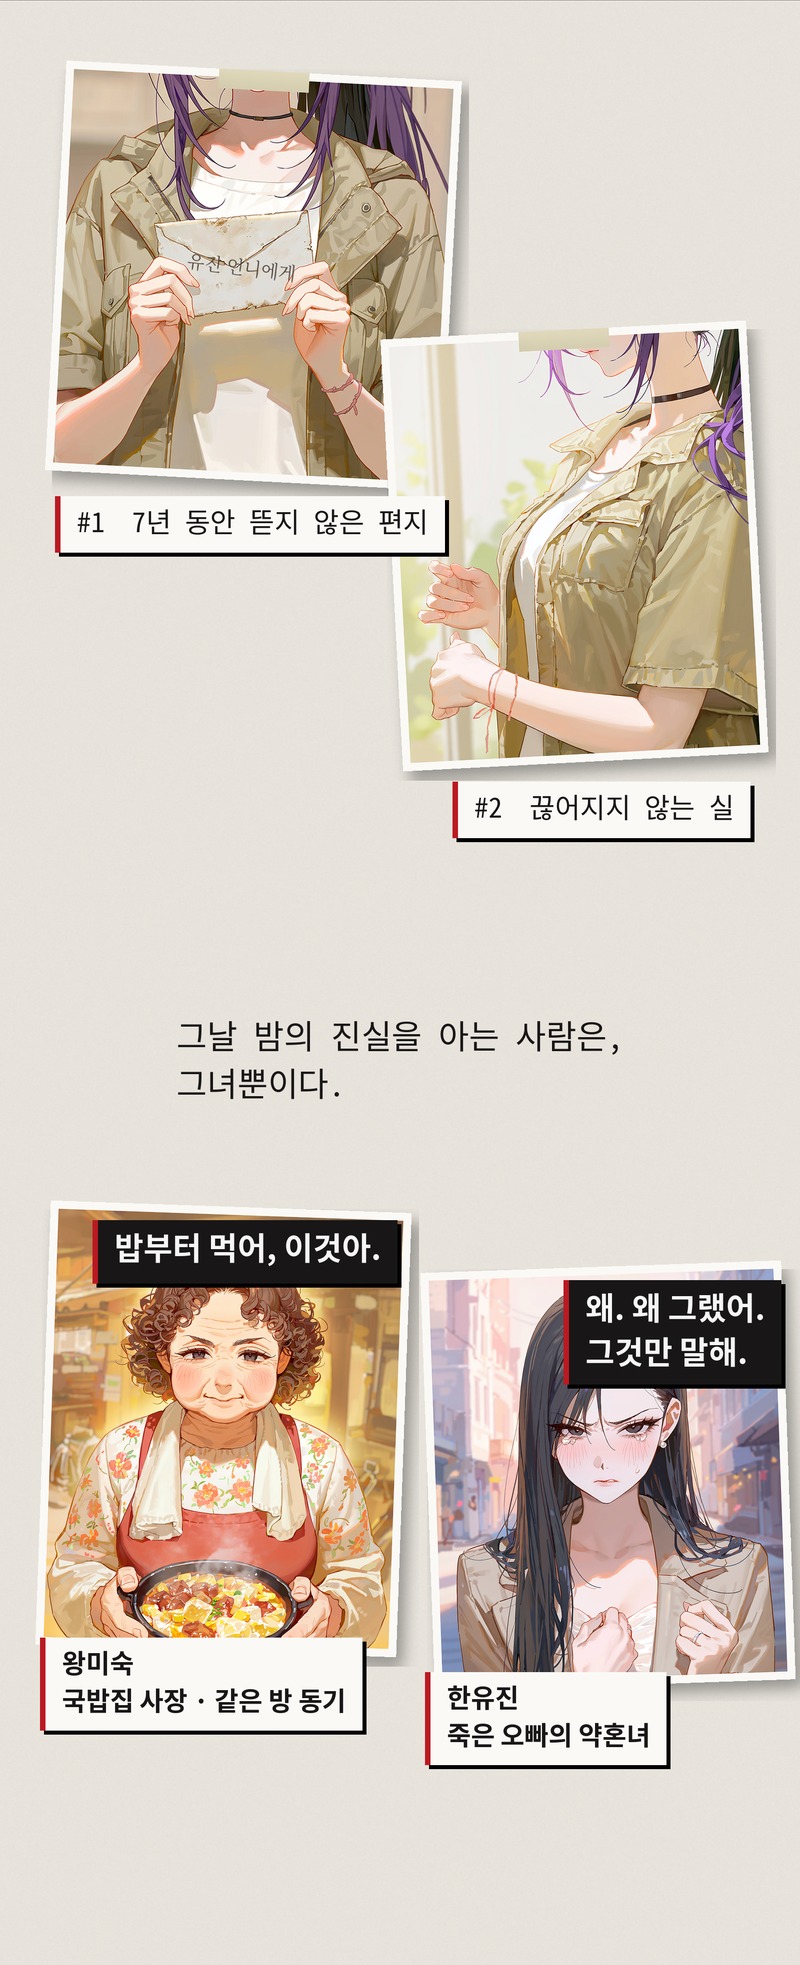 유진 언니에게
#1 7년 동안 뜯지 않은 편지
#2 끊어지지 않는 실
그날 밤의 진실을 아는 사람은,
그녀뿐이다.
밥부터 먹어, 이것아.
왕미숙
국밥집 사장 · 같은 방 동기
왜. 왜 그랬어.
그것만 말해.
한유진
죽은 오빠의 약혼녀